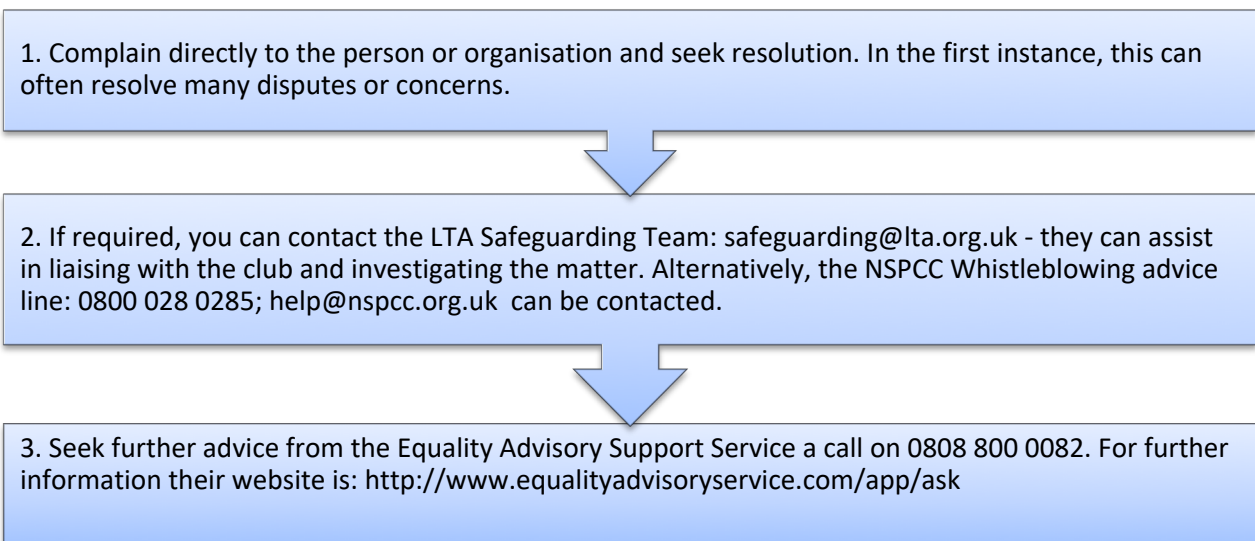 1. Complain directly to the person or organisation and seek resolution. In the first instance, this can
often resolve many disputes or concerns.
2. If required, you can contact the LTA Safeguarding Team: safeguarding@lta.org.uk - they can assist
in liaising with the club and investigating the matter. Alternatively, the NSPCC Whistleblowing advice
line: 0800 028 0285; help@nspcc.org.uk  can be contacted.
3. Seek further advice from the Equality Advisory Support Service a call on 0808 800 0082. For further
information their website is: http://www.equalityadvisoryservice.com/app/ask